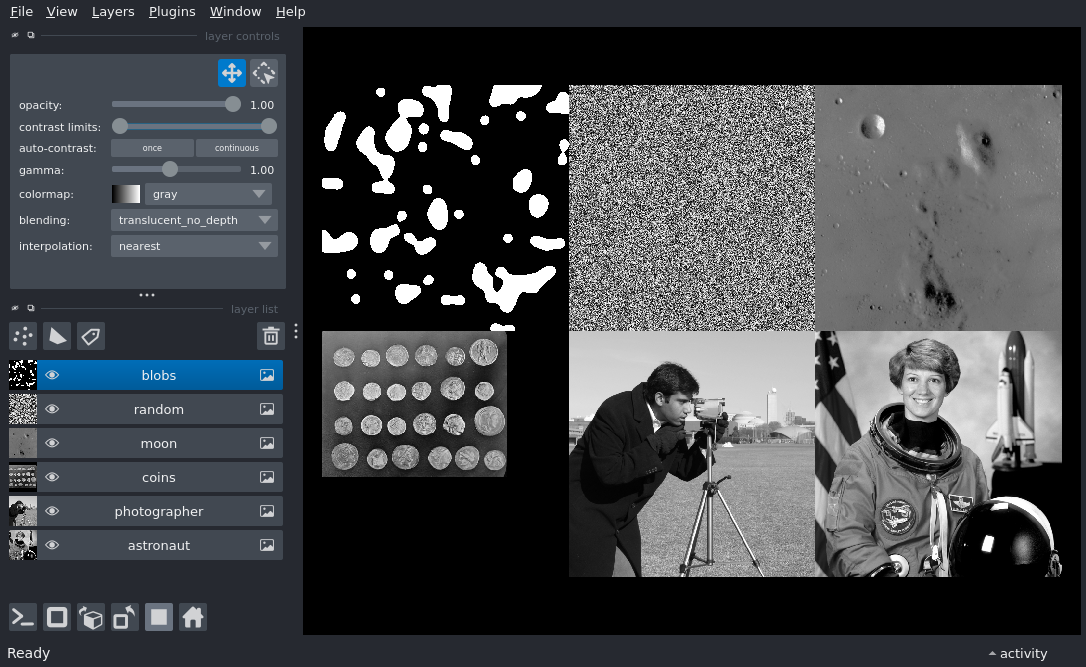 File View Layers Plugins Window Help
layer controls
opacity: 1.00
contrast limits:
auto-contrast: once continuous
gamma: 1.00
colormap: gray
blending: translucent_no_depth
interpolation: nearest
layer list
blobs
random
moon
coins
photographer
astronaut
Ready activity